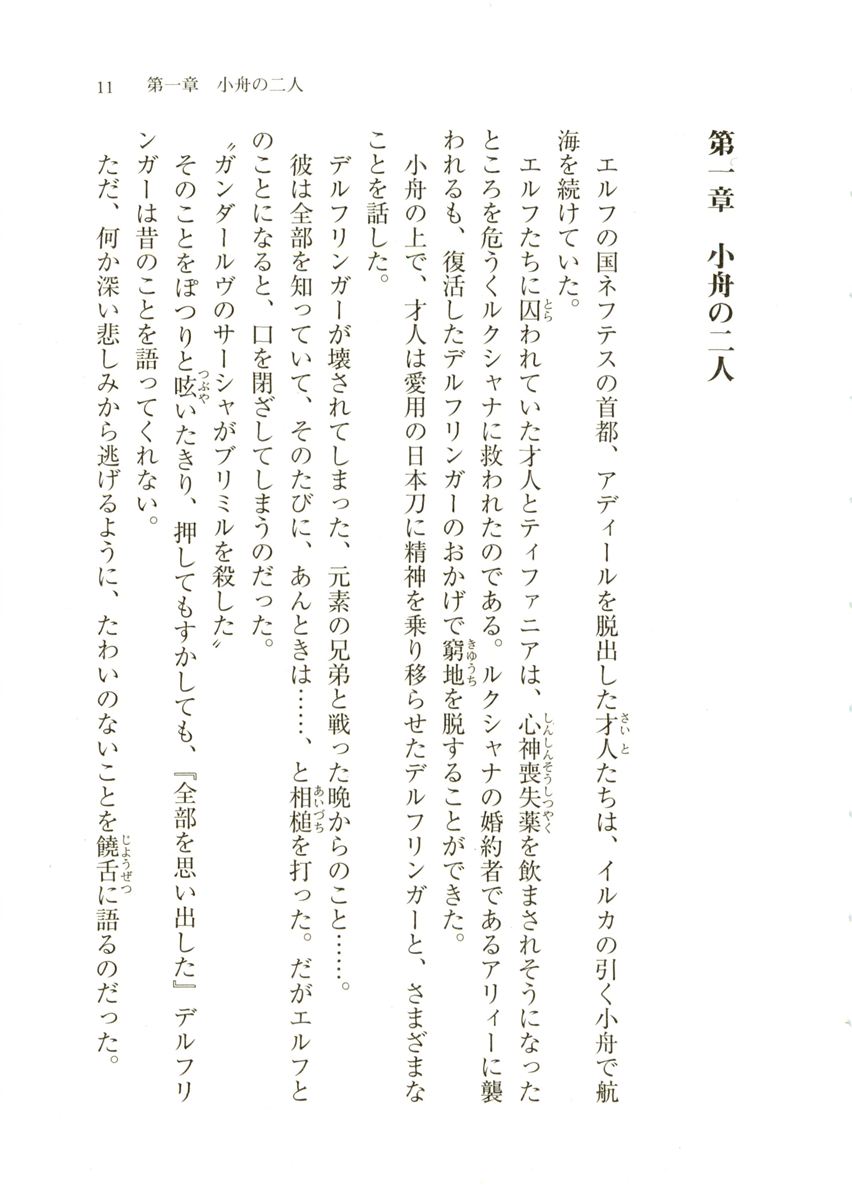 11　第一章　小舟の二人
第一章　小舟の二人
　エルフの国ネフテスの首都、アディールを脱出した才人たちは、イルカの引く小舟で航
海を続けていた。
　エルフたちに囚われていた才人とティファニアは、心神喪失薬を飲まされそうになった
ところを危うくルクシャナに救われたのである。ルクシャナの婚約者であるアリィーに襲
われるも、復活したデルフリンガーのおかげで窮地を脱することができた。
　小舟の上で、才人は愛用の日本刀に精神を乗り移らせたデルフリンガーと、さまざまな
ことを話した。
　デルフリンガーが壊されてしまった、元素の兄弟と戦った晩からのこと……。
　彼は全部を知っていて、そのたびに、あんときは……、と相槌を打った。だがエルフと
のことになると、口を閉ざしてしまうのだった。
〝ガンダールヴのサーシャがブリミルを殺した〟
　そのことをぽつりと呟いたきり、押してもすかしても、『全部を思い出した』デルフリ
ンガーは昔のことを語ってくれない。
　ただ、何か深い悲しみから逃げるように、たわいのないことを饒舌に語るのだった。